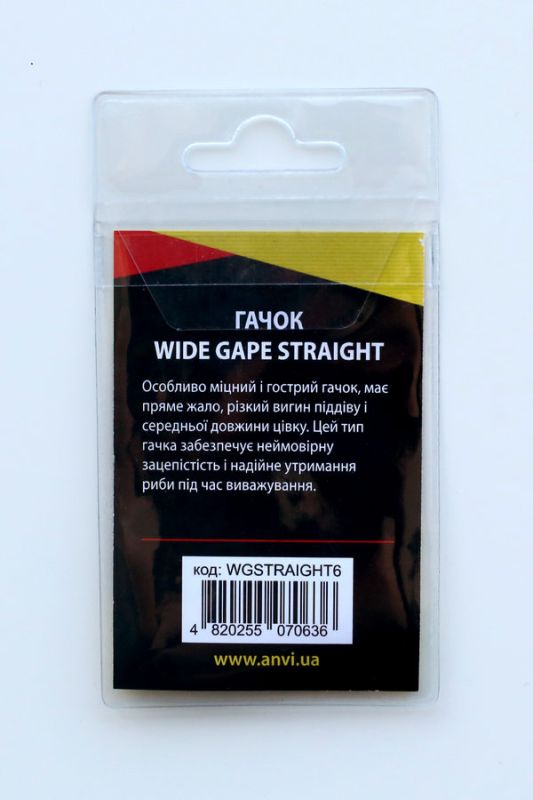 ГАЧОК
WIDE GAPE STRAIGHT
Особливо міцний і гострий гачок, має
пряме жало, різкий вигин піддіву і
середньої довжини цівку. Цей тип
гачка забезпечує неймовірну
зацепістість і надійне утримання
риби під час виважування.
код: WGSTRAIGHT6
4 820255 070636
www.anvi.ua